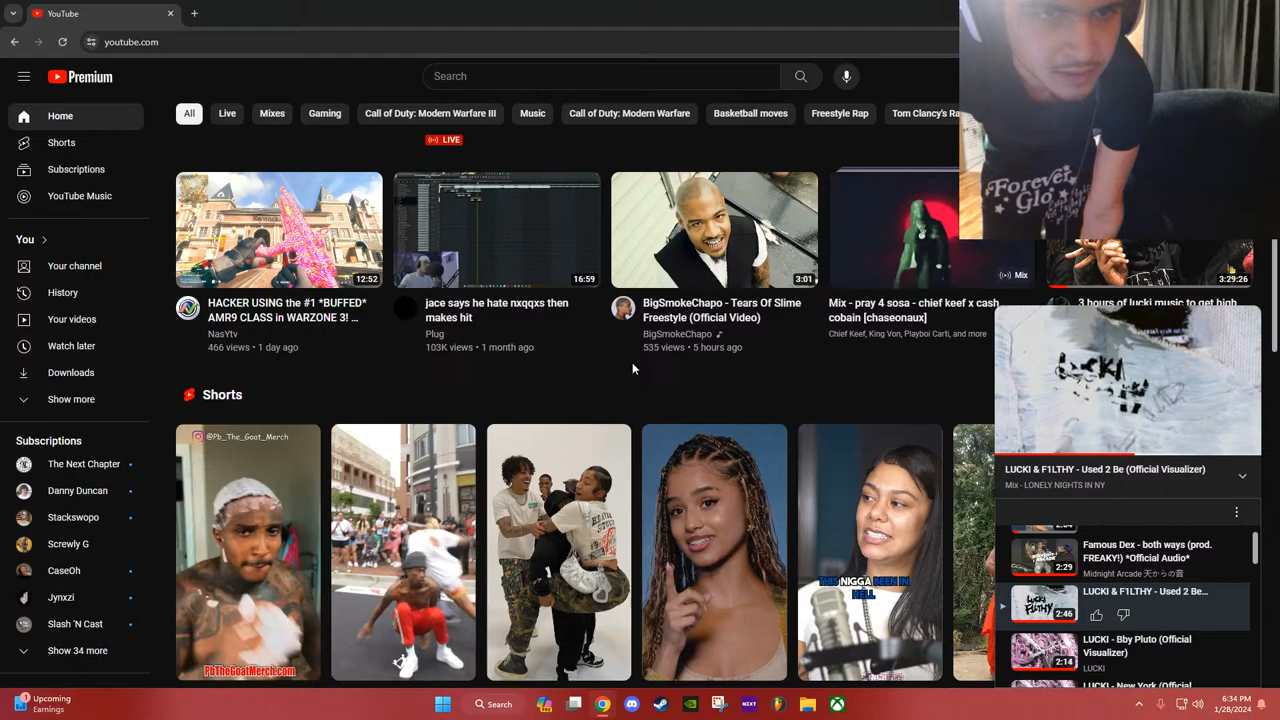 YouTube
youtube.com
Premium
Search
Home
Shorts
Subscriptions
YouTube Music
You
Your channel
History
Your videos
Watch later
Downloads
Show more
Subscriptions
The Next Chapter
Danny Duncan
Stackswopo
Screwly G
CaseOh
Jynxzi
Slash 'N Cast
Show 34 more
All
Live
Mixes
Gaming
Call of Duty: Modern Warfare III
Music
Call of Duty: Modern Warfare
Basketball moves
Freestyle Rap
Tom Clancy's Ra
LIVE
12:52
HACKER USING the #1 *BUFFED*
AMR9 CLASS in WARZONE 3! ...
NasYtv
466 views • 1 day ago
16:59
jace says he hate nxqxs then
makes hit
Plug
103K views • 1 month ago
3:01
BigSmokeChapo - Tears Of Slime
Freestyle (Official Video)
BigSmokeChapo
535 views • 5 hours ago
Mix
Mix - pray 4 sosa - chief keef x cash
cobain [chaseonaux]
Chief Keef, King Von, Playboi Carti, and more
3:29:26
3 hours of lucki music to get high
Forever
Glo
Shorts
@Pb_The_Goat_Merch
PbTheGoatMerch.com
THIS NIGGA BEEN IN
HELL
LUCKI & F1LTHY - Used 2 Be (Official Visualizer)
Mix - LONELY NIGHTS IN NY
2:04
Famous Dex - both ways (prod.
FREAKY!) *Official Audio*
Midnight Arcade 天からの音
2:29
LUCKI & F1LTHY - Used 2 Be...
2:46
LUCKI - Bby Pluto (Official
Visualizer)
LUCKI
2:14
LUCKI - New York (Official
Upcoming
Earnings
Search
6:34 PM
1/28/2024